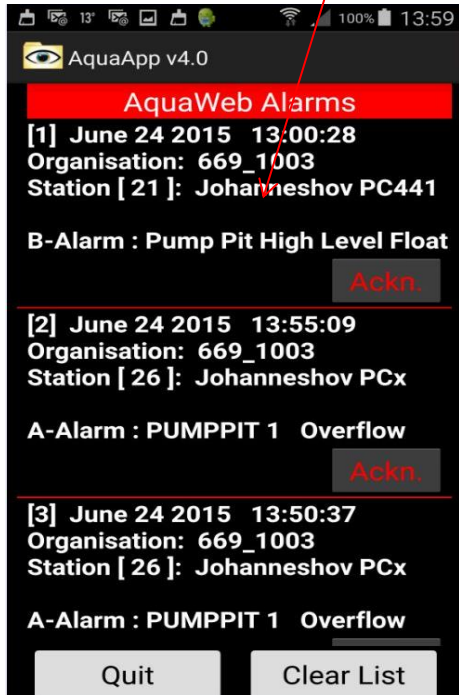 13° 100% 13:59
AquaApp v4.0
AquaWeb Alarms
[1] June 24 2015 13:00:28
Organisation: 669_1003
Station [ 21 ]: Johanneshov PC441
B-Alarm : Pump Pit High Level Float
Ackn.
[2] June 24 2015 13:55:09
Organisation: 669_1003
Station [ 26 ]: Johanneshov PCx
A-Alarm : PUMPPIT 1 Overflow
Ackn.
[3] June 24 2015 13:50:37
Organisation: 669_1003
Station [ 26 ]: Johanneshov PCx
A-Alarm : PUMPPIT 1 Overflow
Quit Clear List